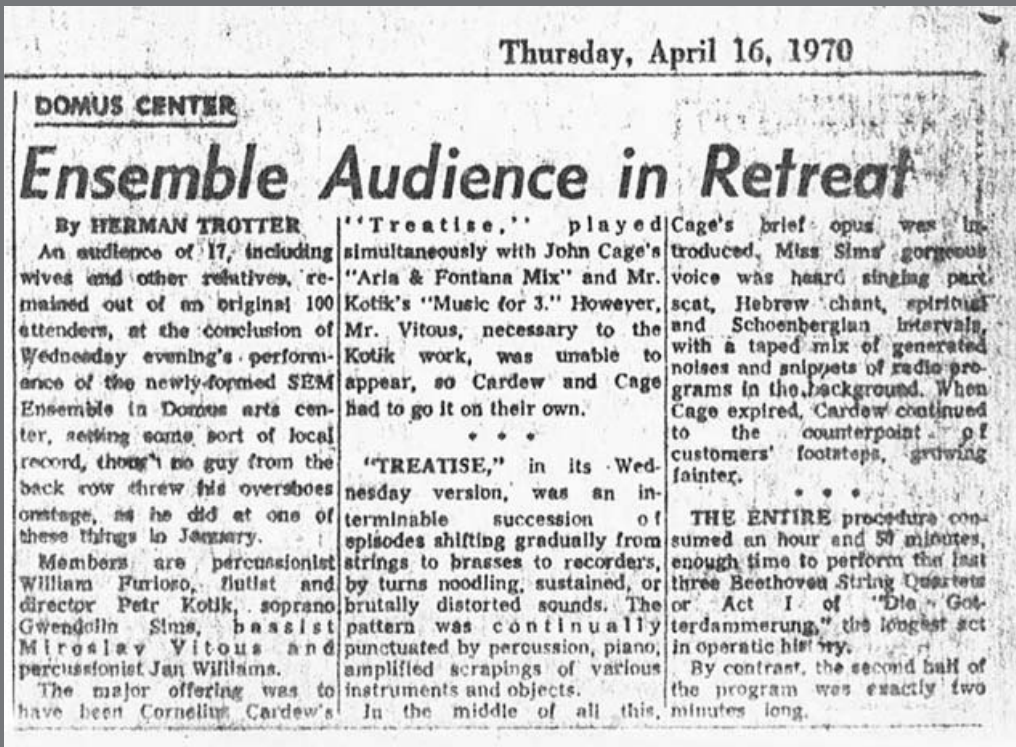 Thursday, April 16, 1970
DOMUS CENTER
Ensemble Audience in Retreat
By HERMAN TROTTER
An audience of 17, including
wives and other relatives, re-
mained out of an original 100
attenders, at the conclusion of
Wednesday evening's perform-
ance of the newly-formed SEM
Ensemble in Domus arts cen-
ter, setting some sort of local
record, though no guy from the
back row threw his overshoes
onstage, as he did at one of
these things in January.
Members are percussionist
William Furioso, flutist and
director Petr Kotik, soprano
Gwendolin Sims, bassist
Miroslav Vitous and
percussionist Jan Williams.
The major offering was to
have been Cornelius Cardew's
"Treatise," played
simultaneously with John Cage's
"Aria & Fontana Mix" and Mr.
Kotik's "Music for 3." However,
Mr. Vitous, necessary to the
Kotik work, was unable to
appear, so Cardew and Cage
had to go it on their own.
* * *
"TREATISE," in its Wed-
nesday version, was an in-
terminable succession of
episodes shifting gradually from
strings to brasses to recorders,
by turns noodling, sustained, or
brutally distorted sounds. The
pattern was continually
punctuated by percussion, piano,
amplified scrapings of various
instruments and objects.
In the middle of all this,
Cage's brief opus was in-
troduced. Miss Sims' gorgeous
voice was heard singing part
scat, Hebrew chant, spiritual
and Schoenbergian intervals,
with a taped mix of generated
noises and snippets of radio pro-
grams in the background. When
Cage expired, Cardew continued
to the counterpoint of
customers' footsteps, growing
fainter.
* * *
THE ENTIRE procedure con-
sumed an hour and minutes,
enough time to perform the last
three Beethoven String Quartets
or Act I of "Die Got-
terdammerung," the longest act
in operatic history.
By contrast, the second half of
the program was exactly two
minutes long.